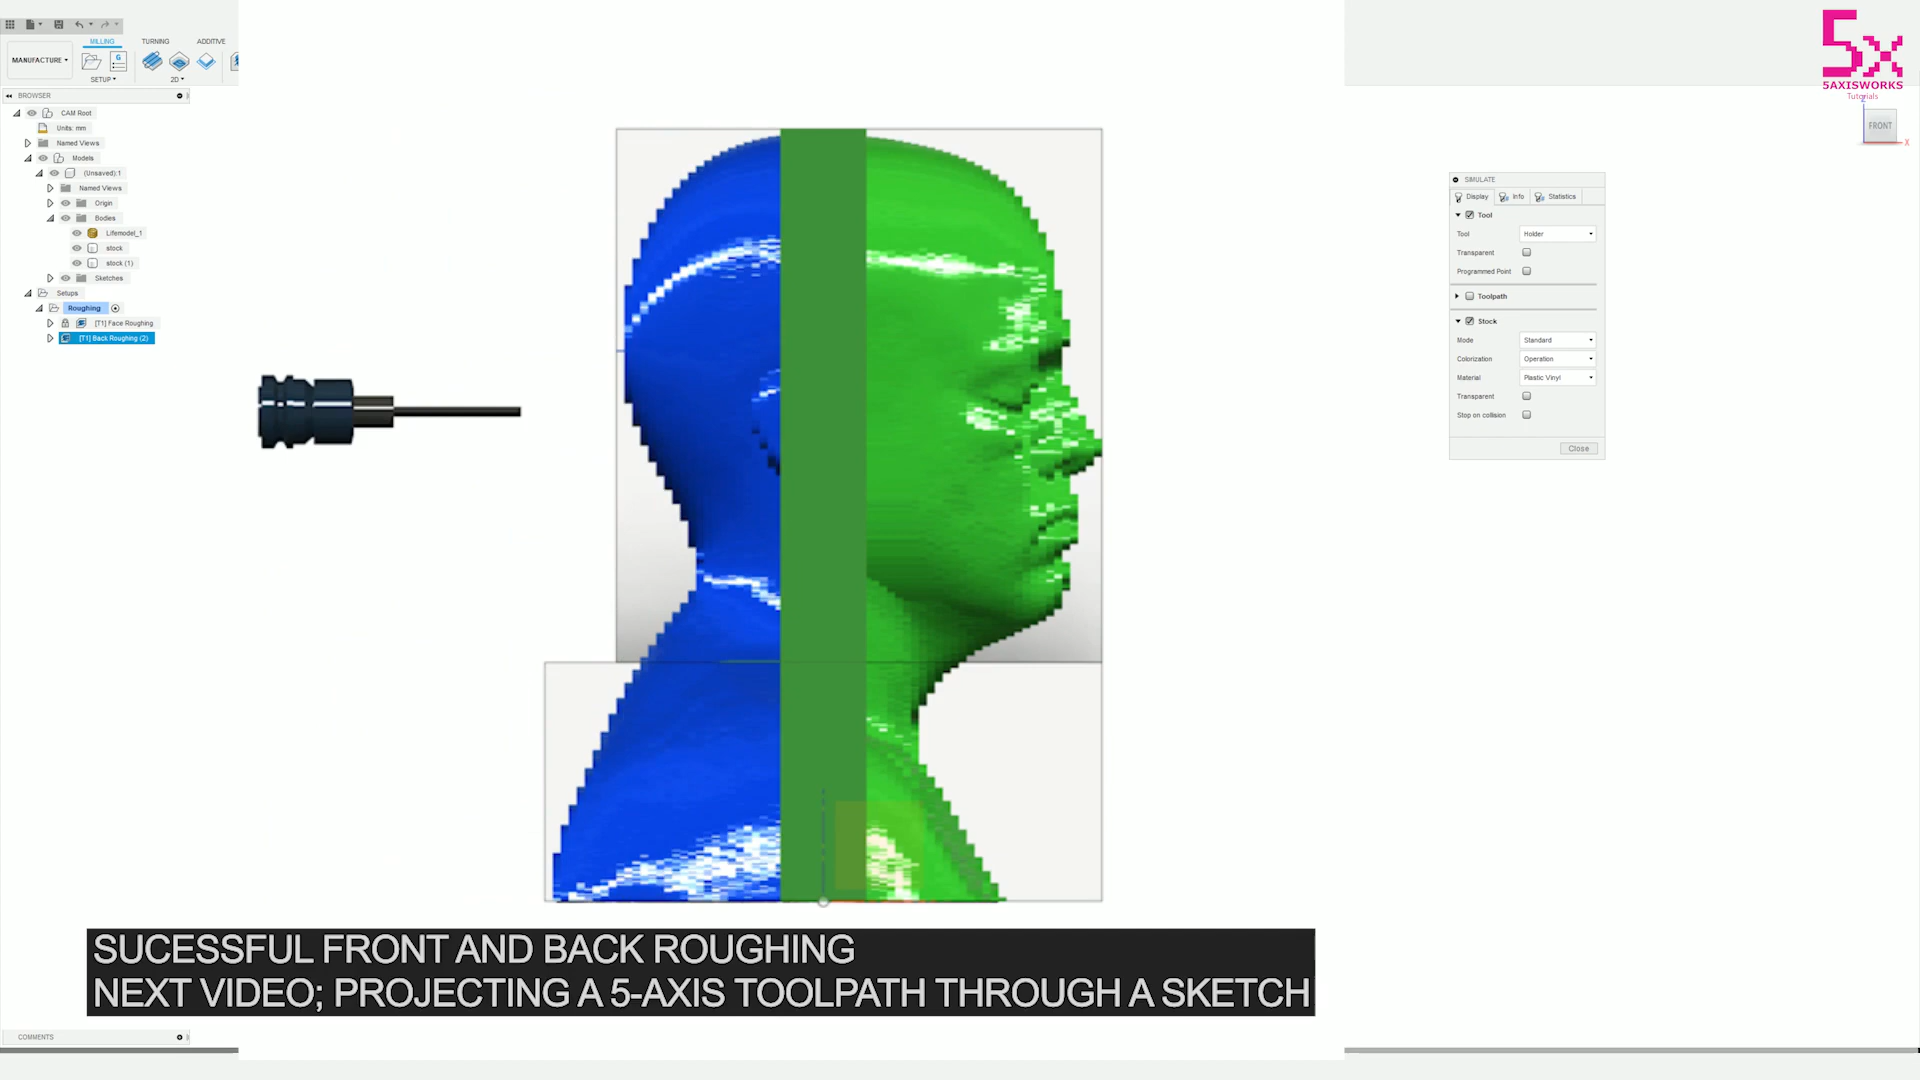 MILLING
TURNING
ADDITIVE
MANUFACTURE
G
SETUP
2D
BROWSER
CAM Root
Units: mm
Named Views
Models
(Unsaved):1
Named Views
Origin
Bodies
Lifemodel_1
stock
stock (1)
Sketches
Setups
Roughing
[T1] Face Roughing
[T1] Back Roughing (2)
COMMENTS
5X
5AXISWORKS
Tutorials
Z
FRONT
X
SIMULATE
Display
Info
Statistics
Tool
Tool
Holder
Transparent
Programmed Point
Toolpath
Stock
Mode
Standard
Colorization
Operation
Material
Plastic Vinyl
Transparent
Stop on collision
Close
SUCESSFUL FRONT AND BACK ROUGHING
NEXT VIDEO; PROJECTING A 5-AXIS TOOLPATH THROUGH A SKETCH